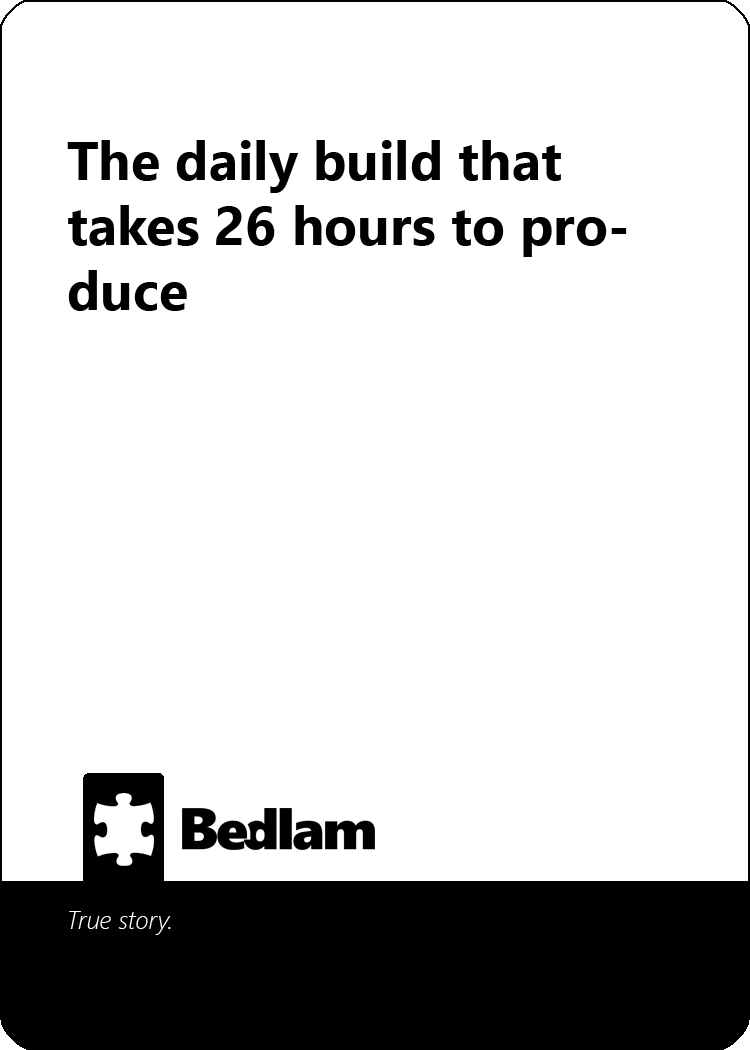 The daily build that
takes 26 hours to pro-
duce
Bedlam
True story.